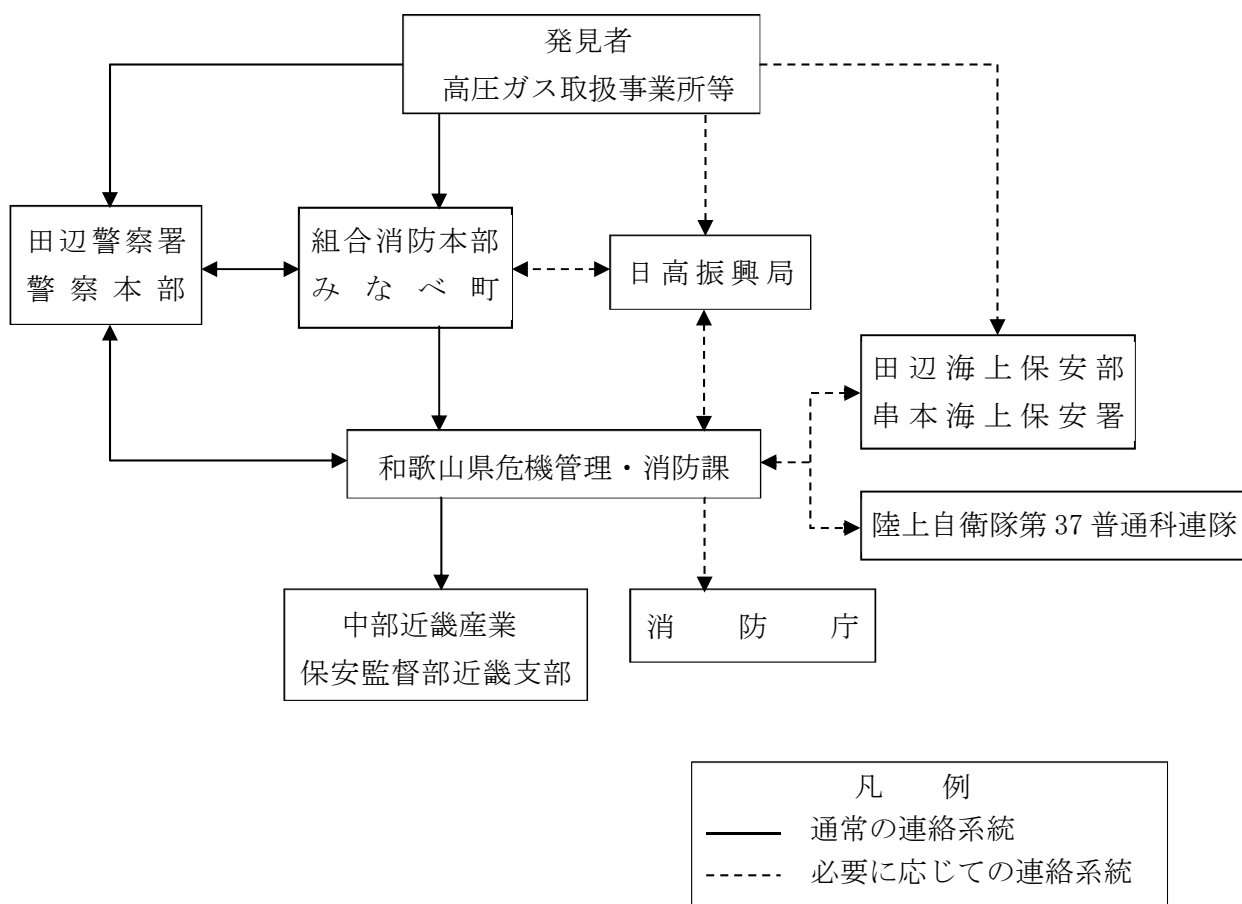 発見者
高圧ガス取扱事業所等
田辺警察署
警察本部
組合消防本部
みなべ町
日高振興局
田辺海上保安部
串本海上保安署
和歌山県危機管理・消防課
陸上自衛隊第37普通科連隊
中部近畿産業
保安監督部近畿支部
消防庁
凡例
通常の連絡系統
必要に応じての連絡系統